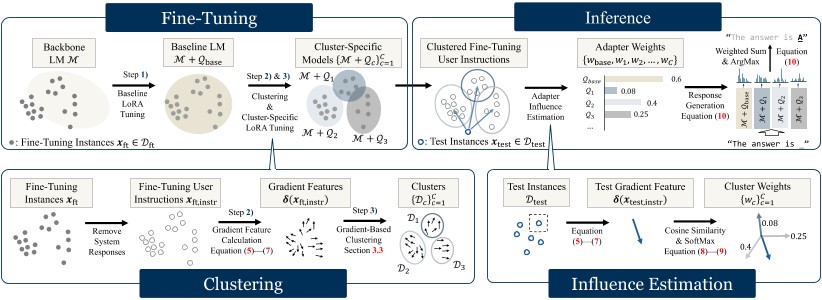 Fine-Tuning
Backbone
LM ℳ
Baseline LM
ℳ + Q_base
Cluster-Specific
Models {ℳ + Q_c}_{c=1}^C
Step 1)
Baseline
LoRA
Tuning
Step 2) & 3)
Clustering
&
Cluster-Specific
LoRA Tuning
ℳ + Q_1
ℳ + Q_2
ℳ + Q_3
: Fine-Tuning Instances x_ft ∈ D_ft
Inference
Clustered Fine-Tuning
User Instructions
Adapter
Influence
Estimation
: Test Instances x_test ∈ D_test
Adapter Weights
{w_base, w_1, w_2, …, w_C}
Q_base
0.6
Q_1
0.08
Q_2
0.4
Q_3
0.25
...
Response
Generation
Equation (10)
“The answer is A”
Weighted Sum
& ArgMax
Equation
(10)
ℳ + Q_base
ℳ + Q_1
ℳ + Q_2
ℳ + Q_3
“The answer is _”
Fine-Tuning
Instances x_ft
Remove
System
Responses
Fine-Tuning User
Instructions x_ft,instr
Step 2)
Gradient Feature
Calculation
Equation (5)—(7)
Gradient Features
δ(x_ft,instr)
Step 3)
Gradient-Based
Clustering
Section 3.3
Clusters
{D_c}_{c=1}^C
D_1
D_2
D_3
Clustering
Test Instances
D_test
Equation
(5)—(7)
Test Gradient Feature
δ(x_test,instr)
Cosine Similarity
& SoftMax
Equation (8)—(9)
Cluster Weights
{w_c}_{c=1}^C
0.08
0.25
0.4
Influence Estimation